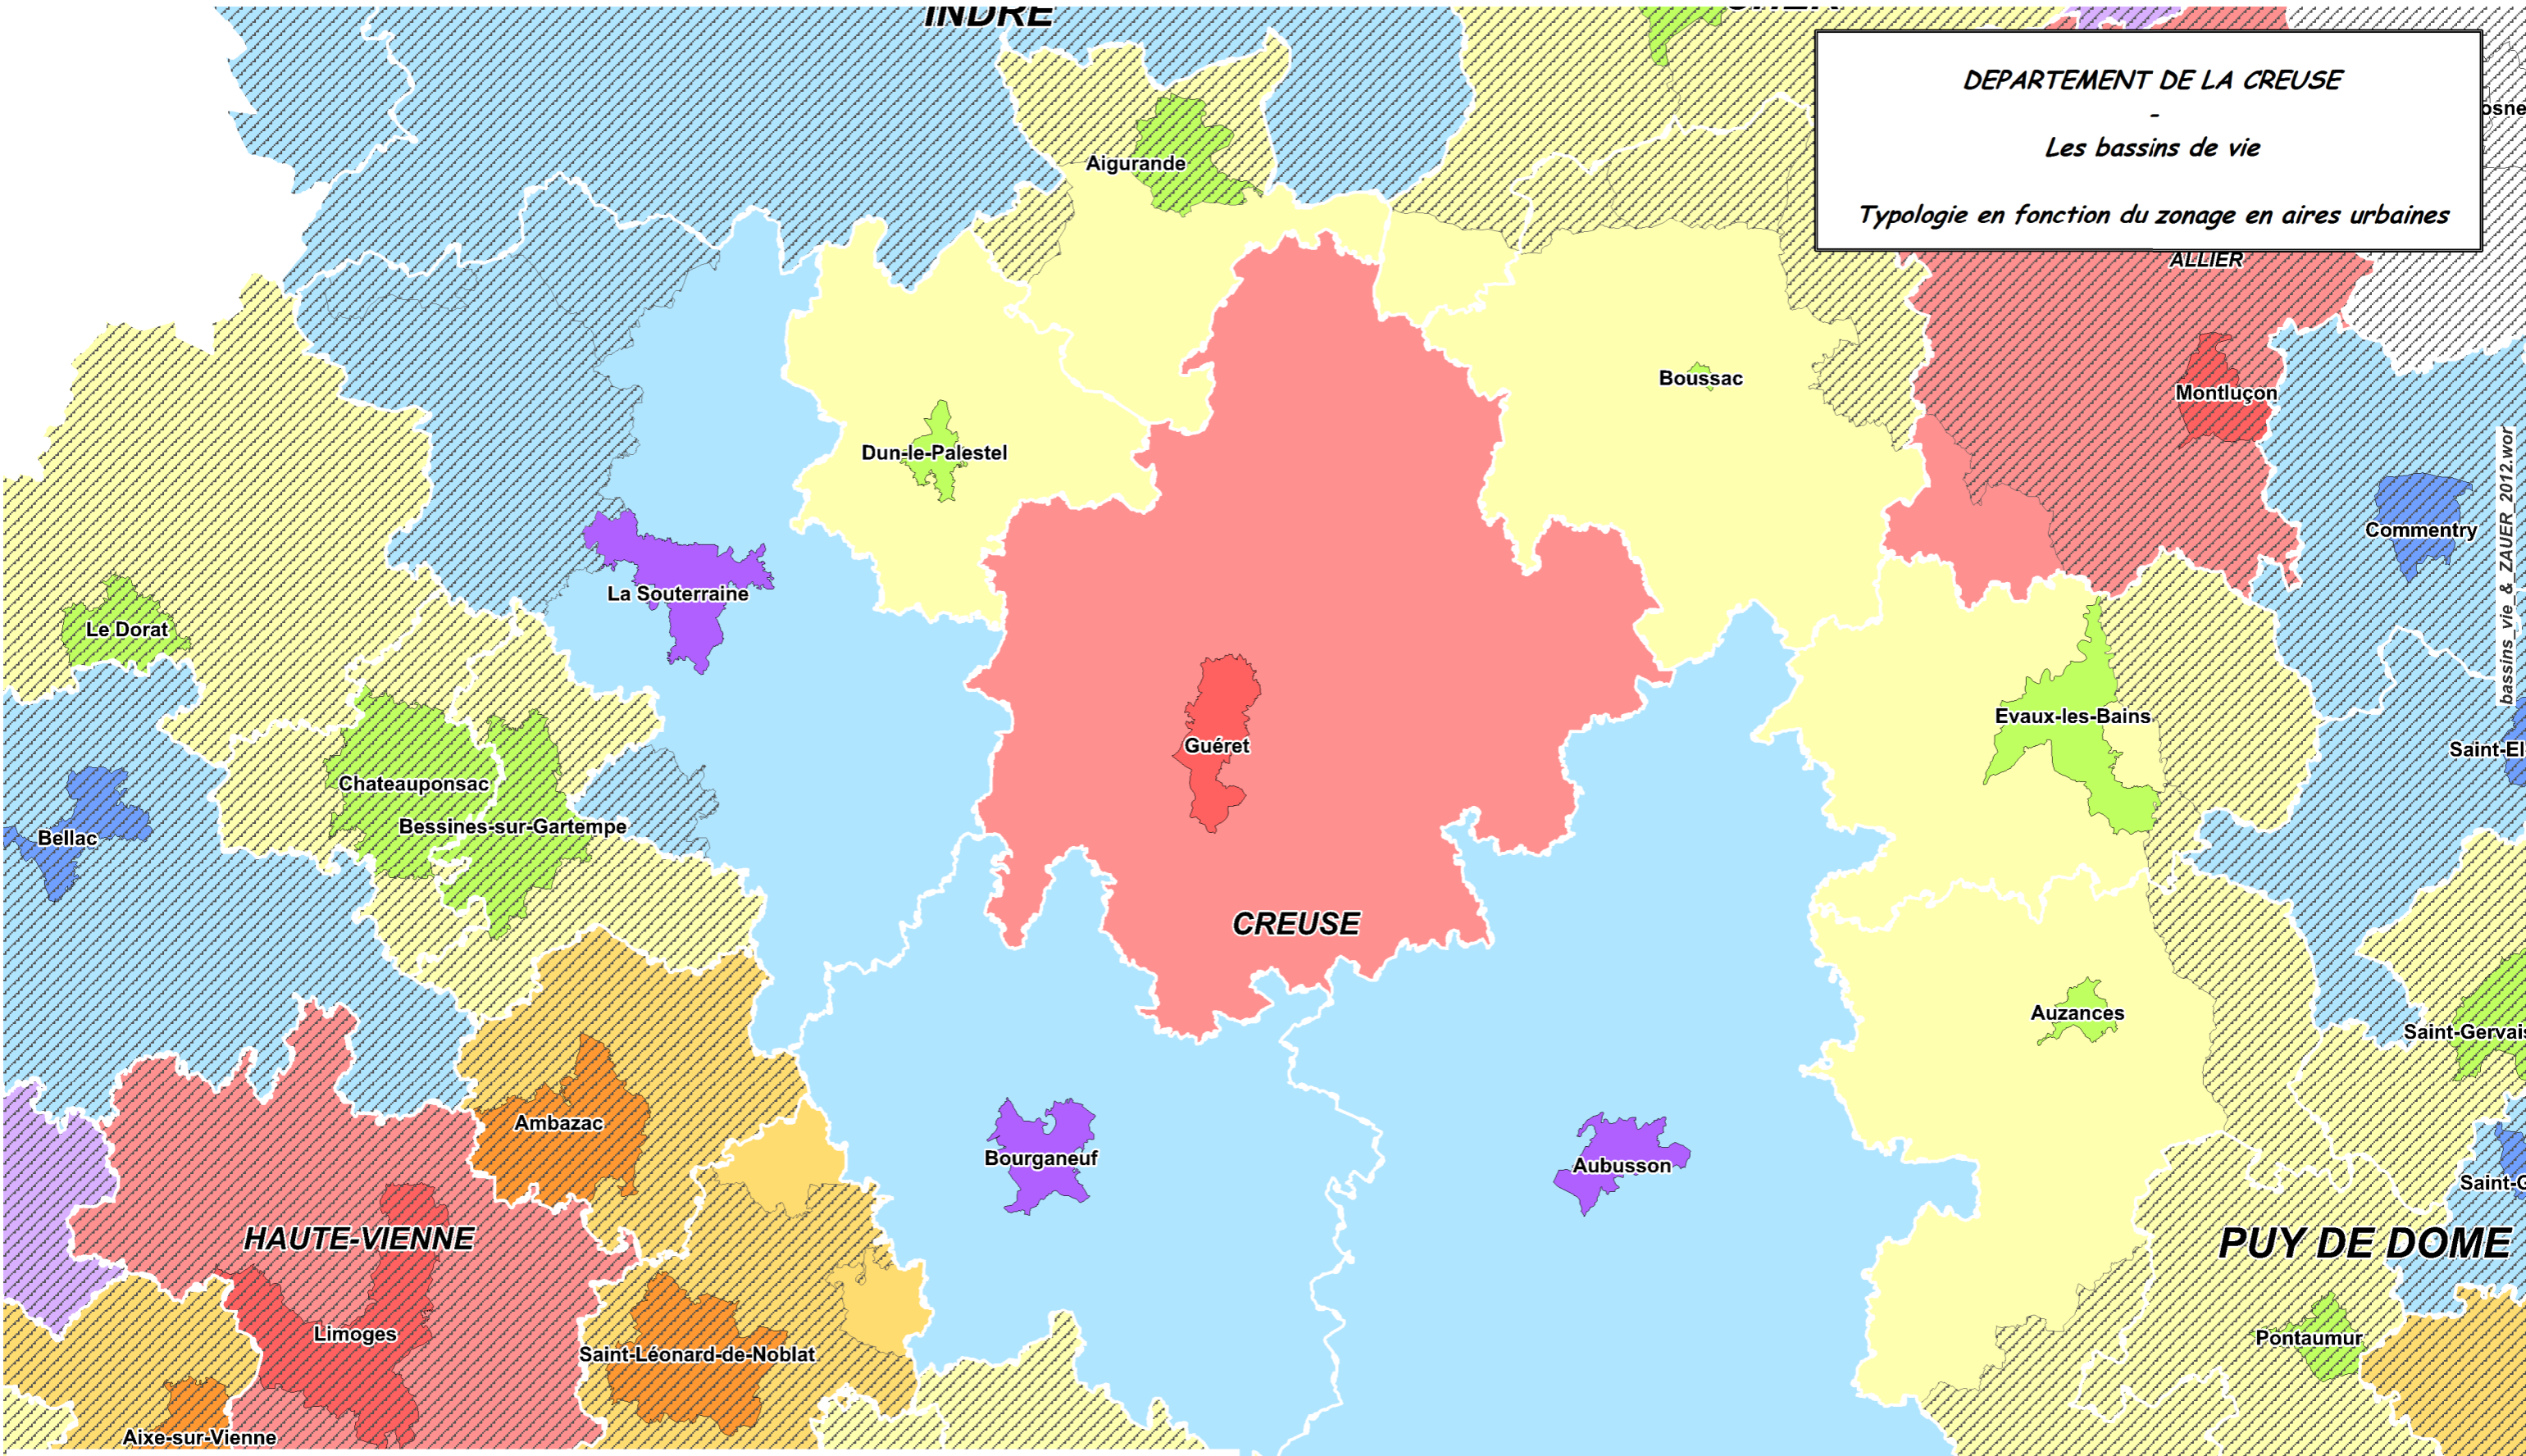 INDRE
DEPARTEMENT DE LA CREUSE
-
Les bassins de vie
Typologie en fonction du zonage en aires urbaines
Aigurande
ALLIER
Boussac
Montluçon
Dun-le-Palestel
Commentry
bassins_vie_&_ZAUER_2012.wor
La Souterraine
Le Dorat
Evaux-les-Bains
Guéret
Saint-El
Chateauponsac
Bessines-sur-Gartempe
Bellac
CREUSE
Auzances
Saint-Gervais
Ambazac
Bourganeuf
Aubusson
Saint-G
HAUTE-VIENNE
PUY DE DOME
Limoges
Pontaumur
Saint-Léonard-de-Noblat
Aixe-sur-Vienne